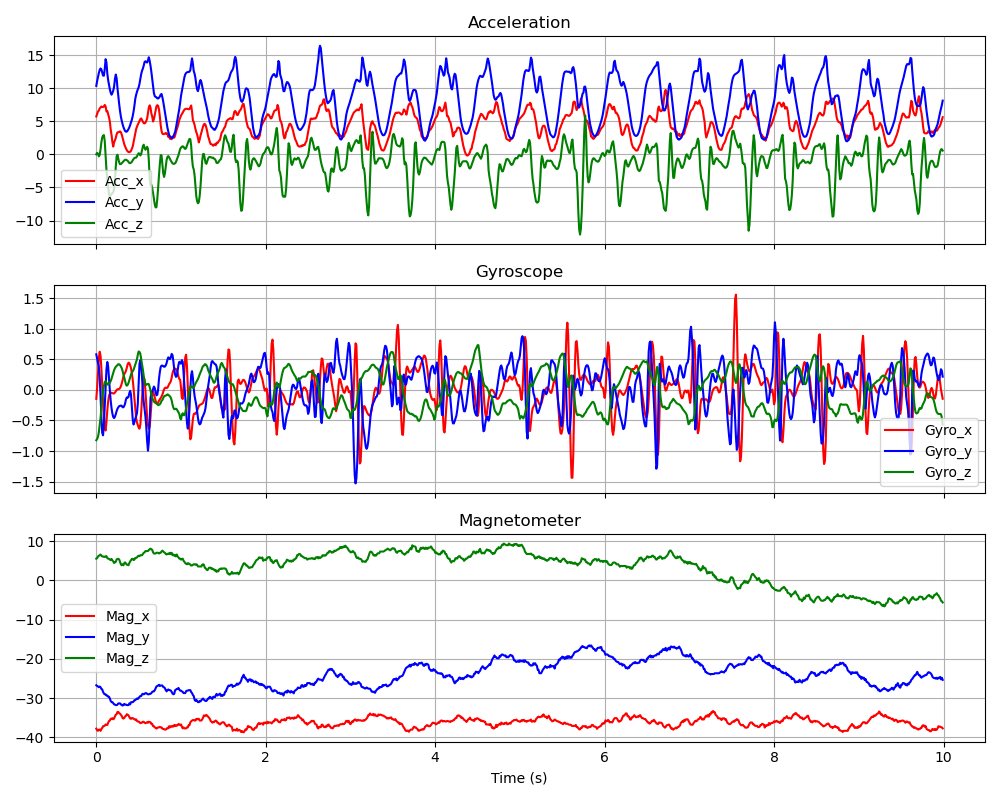 Acceleration
15
10
5
0
−5
−10
Acc_x
Acc_y
Acc_z
Gyroscope
1.5
1.0
0.5
0.0
−0.5
−1.0
−1.5
Gyro_x
Gyro_y
Gyro_z
Magnetometer
10
0
−10
−20
−30
−40
Mag_x
Mag_y
Mag_z
0 2 4 6 8 10
Time (s)